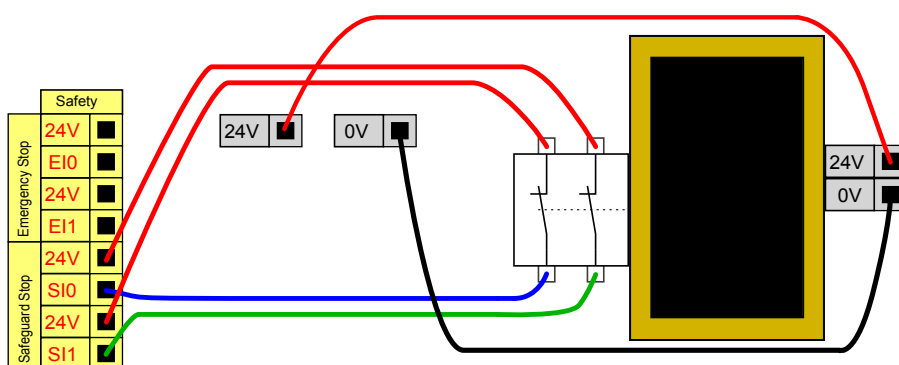 Safety
Emergency Stop
24V
EI0
24V
EI1
Safeguard Stop
24V
SI0
24V
SI1
24V
0V
24V
0V